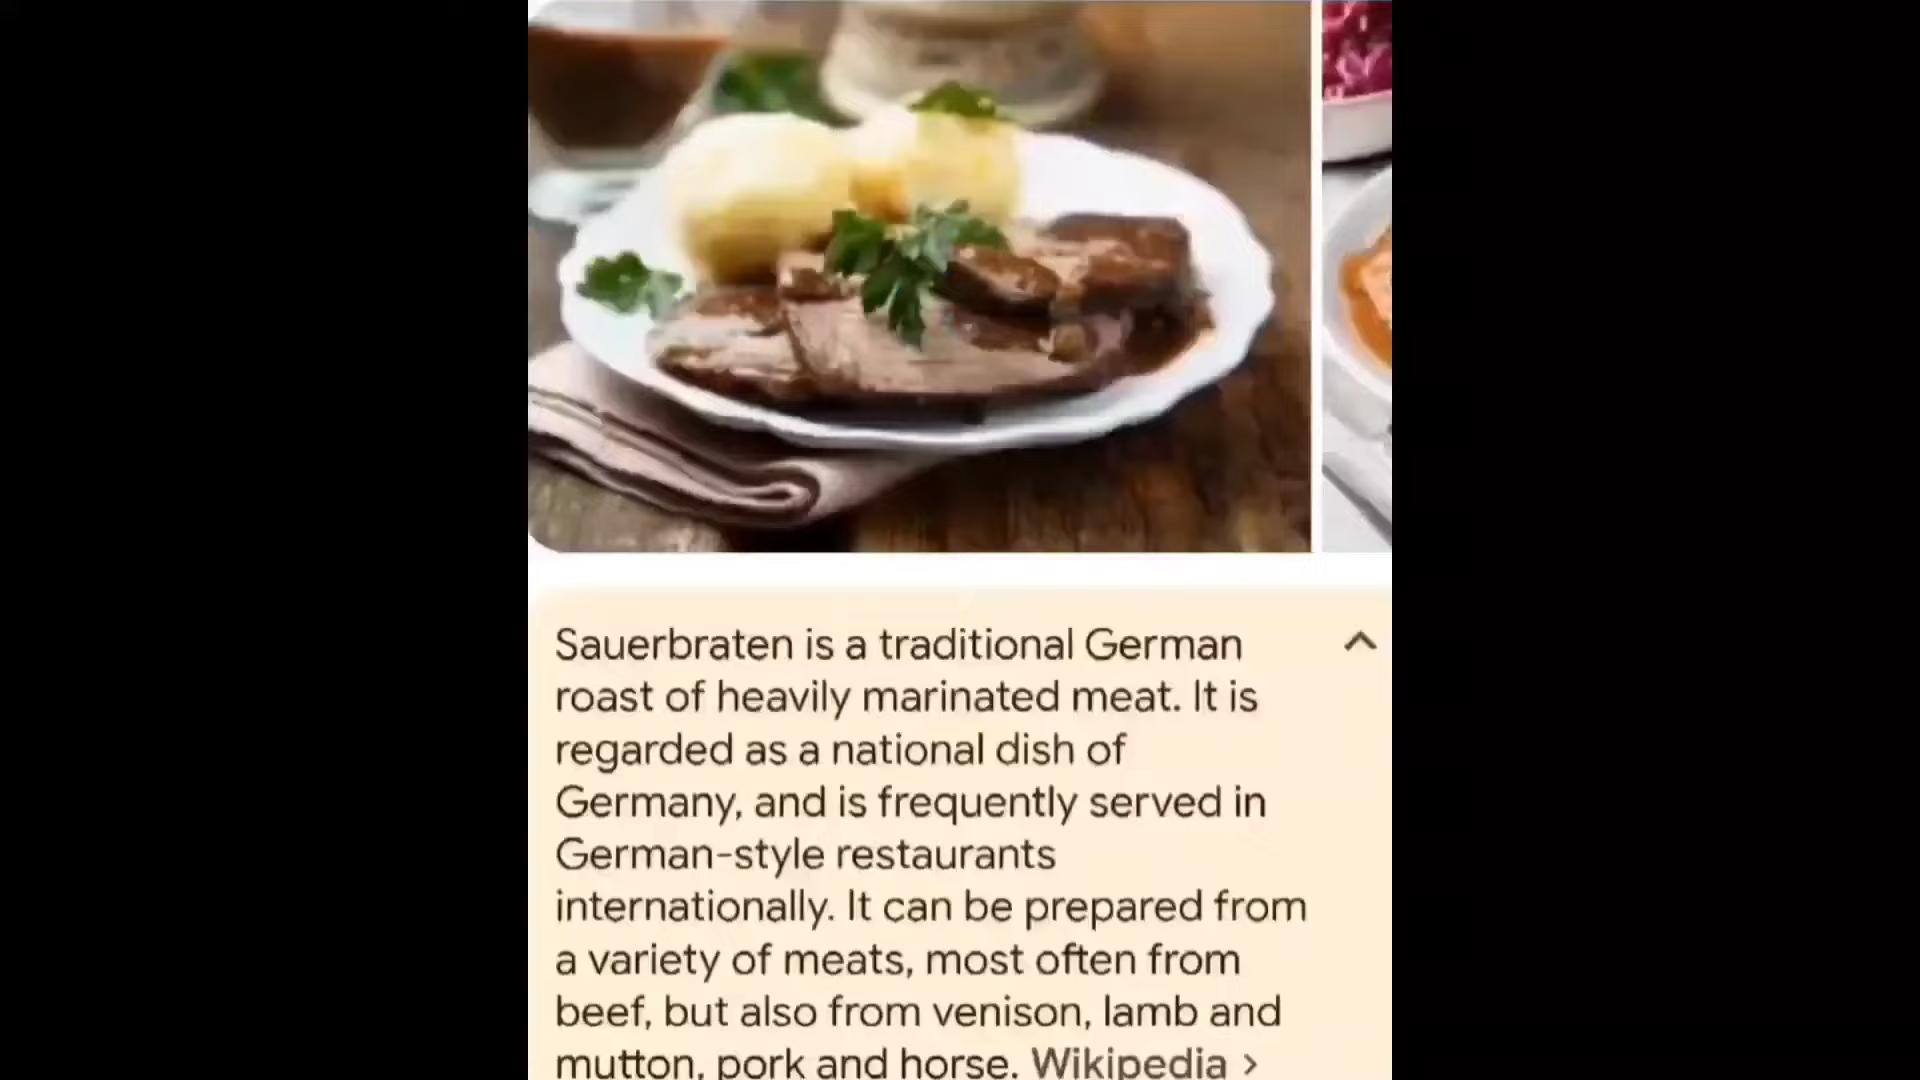 Sauerbraten is a traditional German
roast of heavily marinated meat. It is
regarded as a national dish of
Germany, and is frequently served in
German-style restaurants
internationally. It can be prepared from
a variety of meats, most often from
beef, but also from venison, lamb and
mutton, pork and horse. Wikipedia >